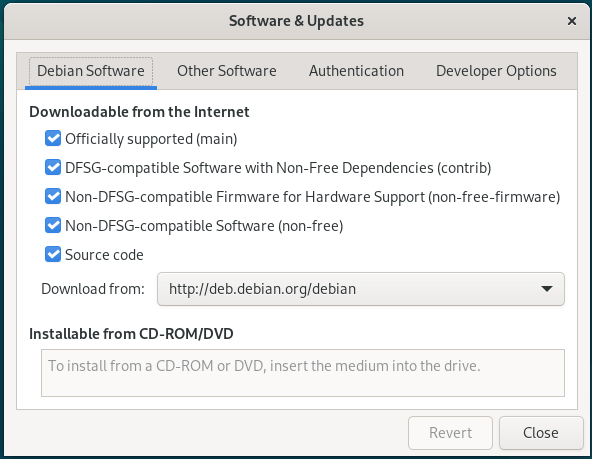 Software & Updates
Debian Software Other Software Authentication Developer Options
Downloadable from the Internet
Officially supported (main)
DFSG-compatible Software with Non-Free Dependencies (contrib)
Non-DFSG-compatible Firmware for Hardware Support (non-free-firmware)
Non-DFSG-compatible Software (non-free)
Source code
Download from: http://deb.debian.org/debian
Installable from CD-ROM/DVD
To install from a CD-ROM or DVD, insert the medium into the drive.
Revert Close